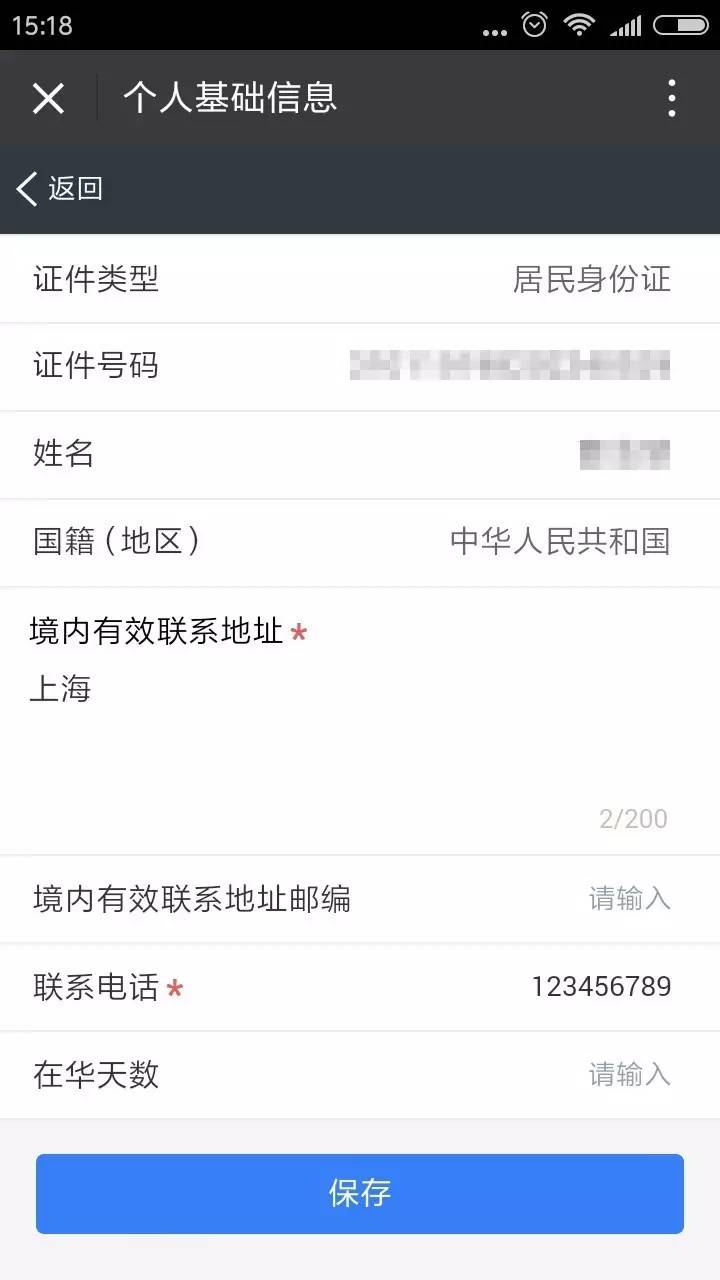 15:18
个人基础信息
返回
证件类型 居民身份证
证件号码
姓名
国籍(地区) 中华人民共和国
境内有效联系地址*
上海
2/200
境内有效联系地址邮编 请输入
联系电话* 123456789
在华天数 请输入
保存